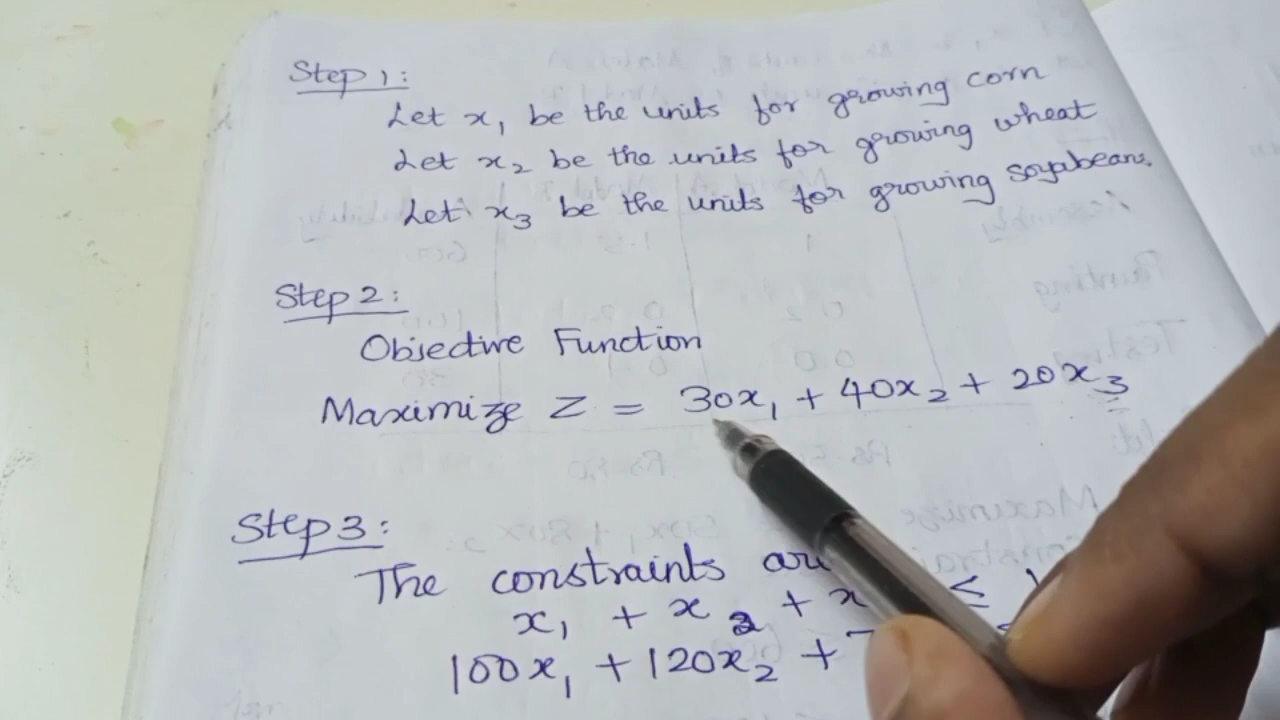 Step 1:
Let x₁ be the units for growing corn
Let x₂ be the units for growing wheat
Let x₃ be the units for growing soyabeans.
Step 2:
Objective Function
Maximize Z = 30x₁ + 40x₂ + 20x₃
Step 3:
The constraints are
x₁ + x₂ + x ≤
100x₁ + 120x₂ +